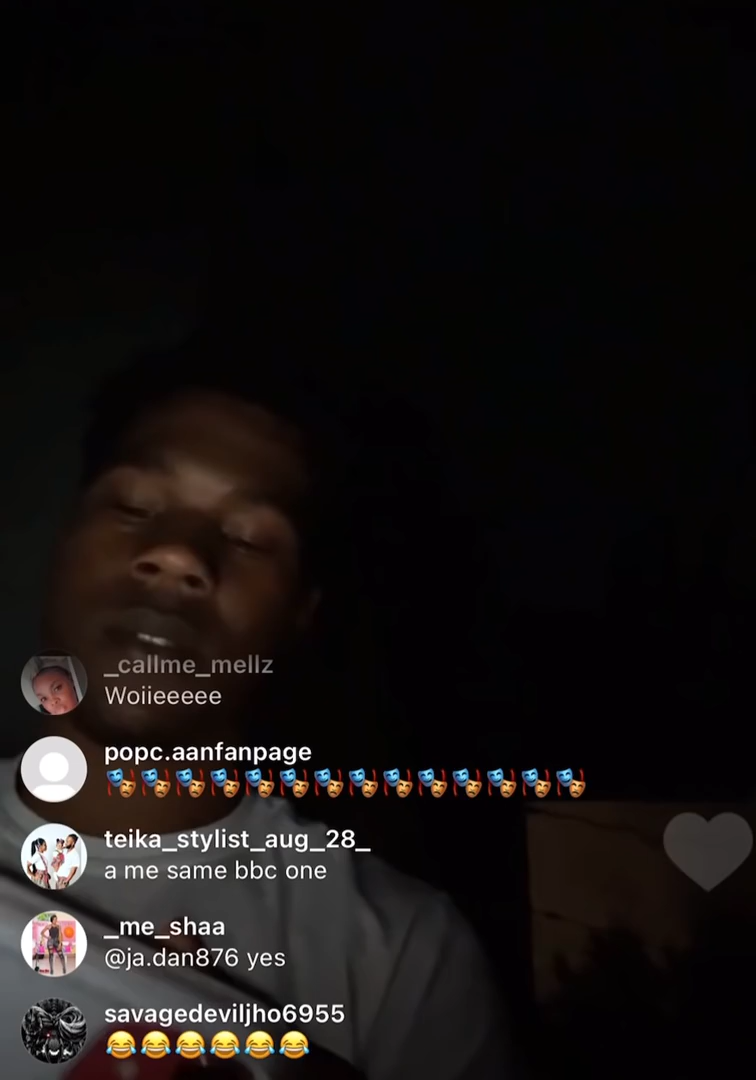 _callme_mellz
Woiieeeee
popc.aanfanpage
🎭🎭🎭🎭🎭🎭🎭🎭🎭🎭🎭🎭🎭🎭
teika_stylist_aug_28_
a me same bbc one
_me_shaa
@ja.dan876 yes
savagedeviljho6955
😂😂😂😂😂😂